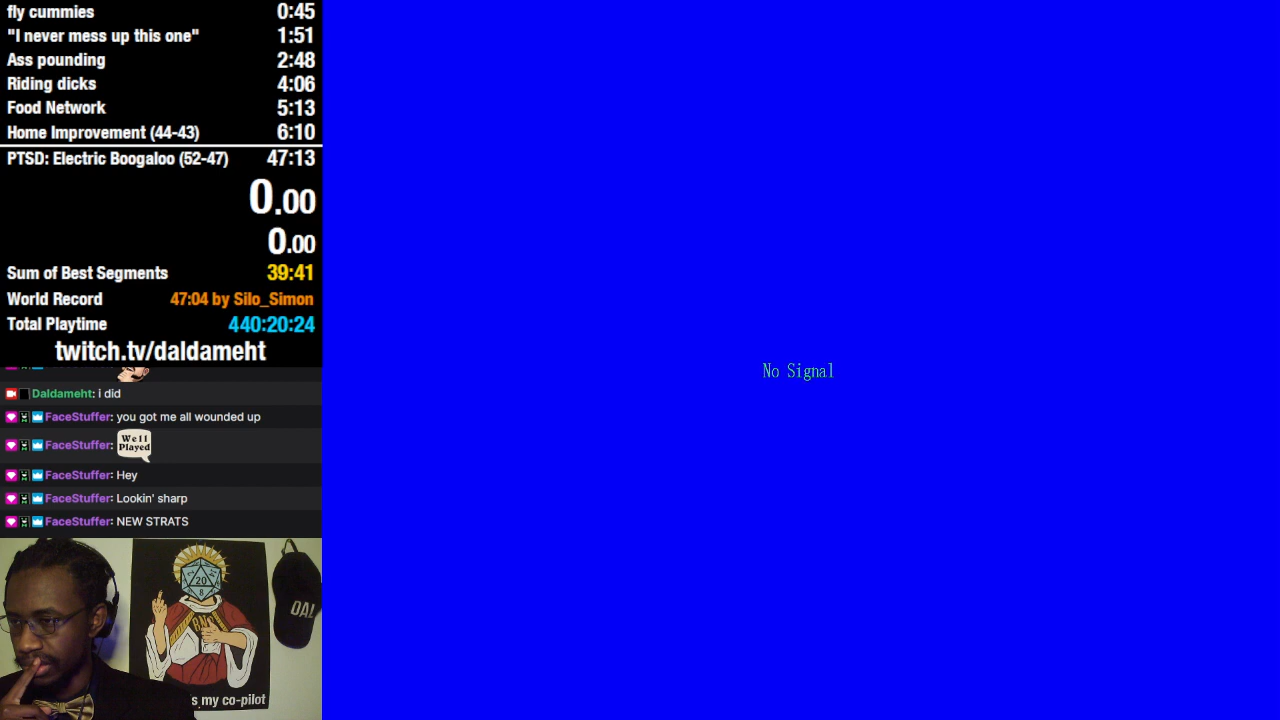 fly cummies 0:45
"I never mess up this one" 1:51
Ass pounding 2:48
Riding dicks 4:06
Food Network 5:13
Home Improvement (44-43) 6:10
PTSD: Electric Boogaloo (52-47) 47:13
0.00
0.00
Sum of Best Segments 39:41
World Record 47:04 by Silo_Simon
Total Playtime 440:20:24
twitch.tv/daldameht
Daldameht: i did
FaceStuffer: you got me all wounded up
FaceStuffer: Well Played
FaceStuffer: Hey
FaceStuffer: Lookin' sharp
FaceStuffer: NEW STRATS
No Signal
20
8
DAL
s my co-pilot